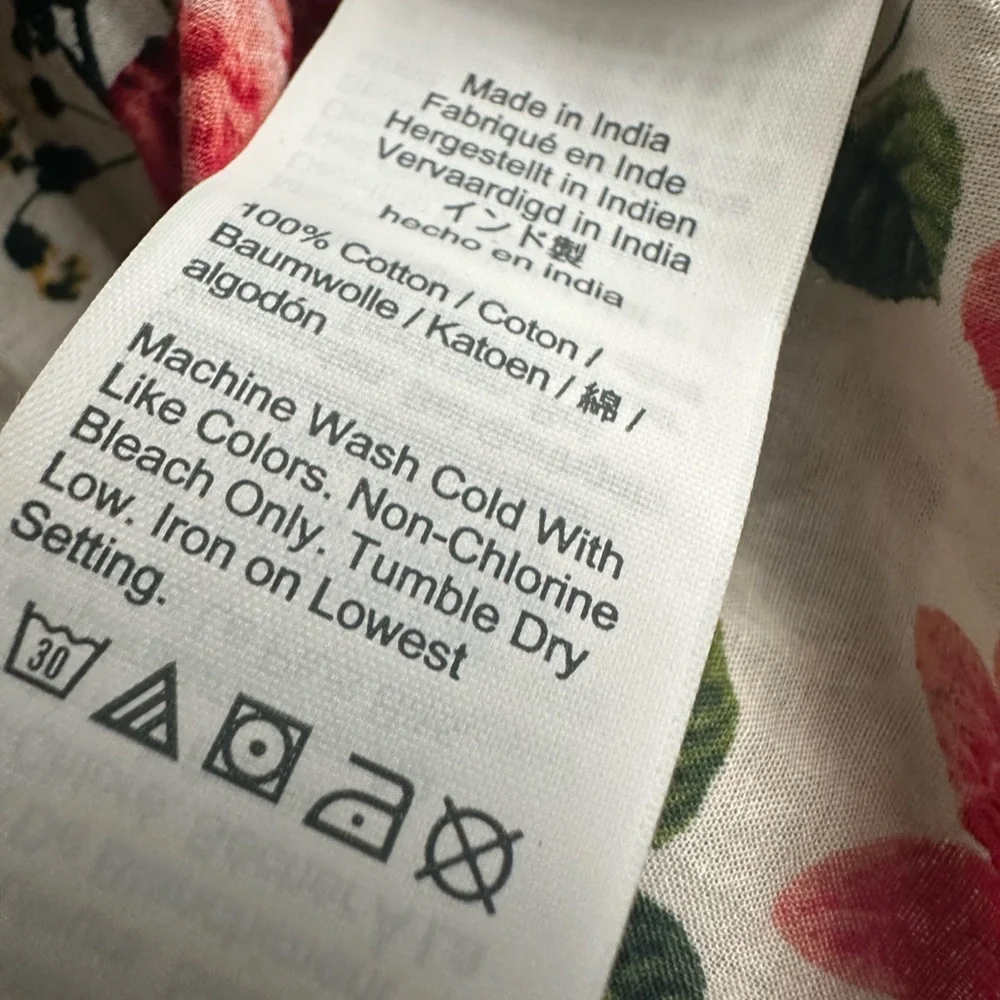 Made in India
Fabriqué en Inde
Hergestellt in Indien
Vervaardigd in India
インド製
hecho en india
100% Cotton / Coton /
Baumwolle / Katoen / 綿 /
algodón
Machine Wash Cold With
Like Colors. Non-Chlorine
Bleach Only. Tumble Dry
Low. Iron on Lowest
Setting.
30